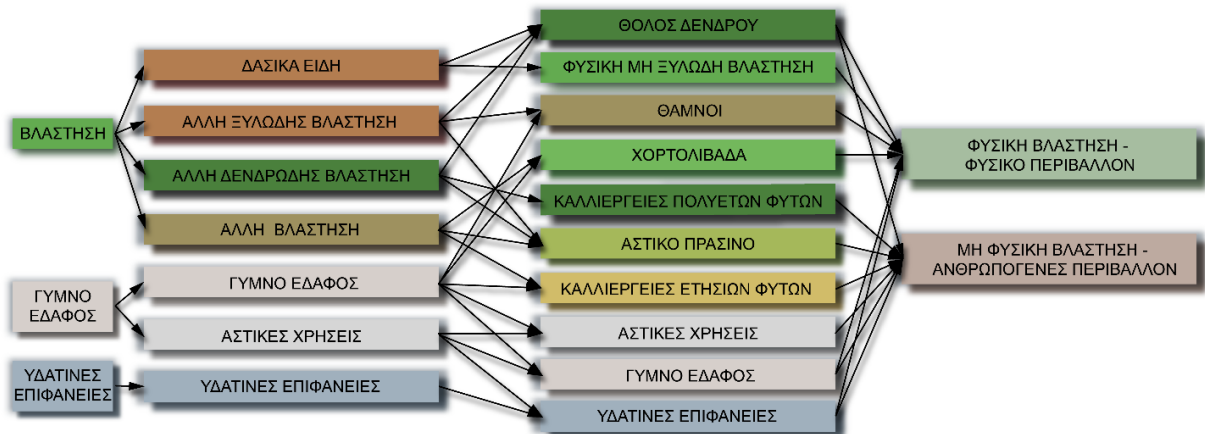 ΒΛΑΣΤΗΣΗ
ΓΥΜΝΟ
ΕΔΑΦΟΣ
ΥΔΑΤΙΝΕΣ
ΕΠΙΦΑΝΕΙΕΣ
ΔΑΣΙΚΑ ΕΙΔΗ
ΑΛΛΗ ΞΥΛΩΔΗΣ ΒΛΑΣΤΗΣΗ
ΑΛΛΗ ΔΕΝΔΡΩΔΗΣ ΒΛΑΣΤΗΣΗ
ΑΛΛΗ ΒΛΑΣΤΗΣΗ
ΓΥΜΝΟ ΕΔΑΦΟΣ
ΑΣΤΙΚΕΣ ΧΡΗΣΕΙΣ
ΥΔΑΤΙΝΕΣ ΕΠΙΦΑΝΕΙΕΣ
ΘΟΛΟΣ ΔΕΝΔΡΟΥ
ΦΥΣΙΚΗ ΜΗ ΞΥΛΩΔΗ ΒΛΑΣΤΗΣΗ
ΘΑΜΝΟΙ
ΧΟΡΤΟΛΙΒΑΔΑ
ΚΑΛΛΙΕΡΓΕΙΕΣ ΠΟΛΥΕΤΩΝ ΦΥΤΩΝ
ΑΣΤΙΚΟ ΠΡΑΣΙΝΟ
ΚΑΛΛΙΕΡΓΕΙΕΣ ΕΤΗΣΙΩΝ ΦΥΤΩΝ
ΑΣΤΙΚΕΣ ΧΡΗΣΕΙΣ
ΓΥΜΝΟ ΕΔΑΦΟΣ
ΥΔΑΤΙΝΕΣ ΕΠΙΦΑΝΕΙΕΣ
ΦΥΣΙΚΗ ΒΛΑΣΤΗΣΗ -
ΦΥΣΙΚΟ ΠΕΡΙΒΑΛΛΟΝ
ΜΗ ΦΥΣΙΚΗ ΒΛΑΣΤΗΣΗ -
ΑΝΘΡΩΠΟΓΕΝΕΣ ΠΕΡΙΒΑΛΛΟΝ